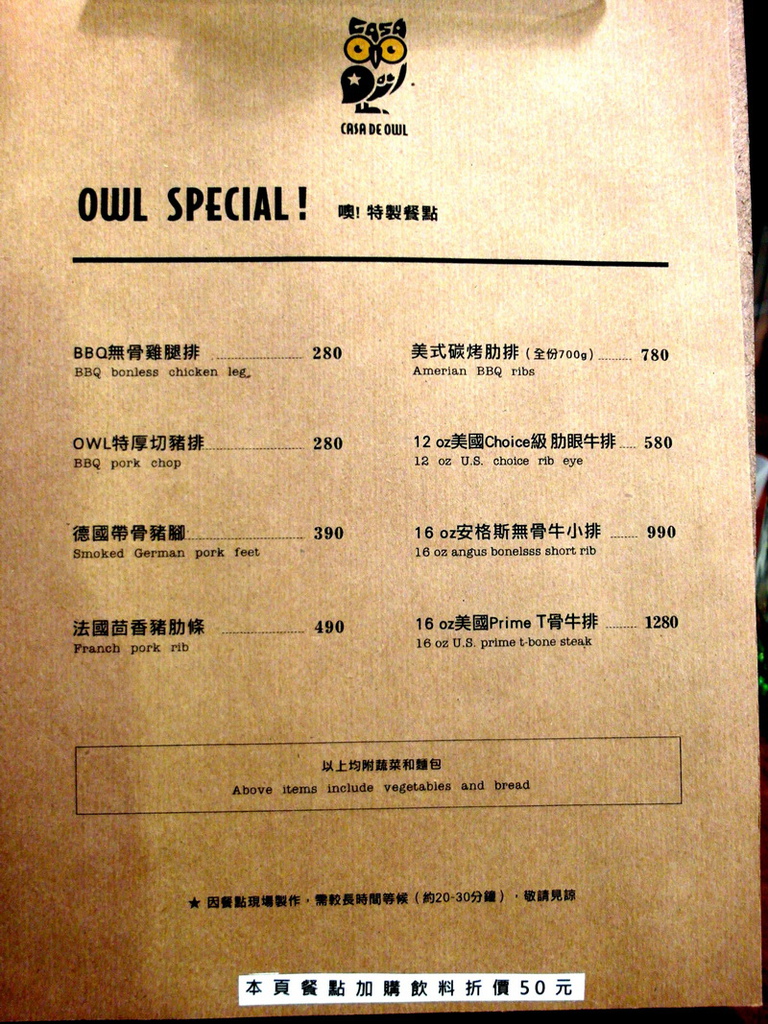 CASA
Owl
CASA DE OWL
OWL SPECIAL! 噢! 特製餐點
BBQ無骨雞腿排 280
BBQ bonless chicken leg
OWL特厚切豬排 280
BBQ pork chop
德國帶骨豬腳 390
Smoked German pork feet
法國茴香豬肋條 490
Franch pork rib
美式碳烤肋排 (全份700g) 780
Amerian BBQ ribs
12 oz美國Choice級 肋眼牛排 580
12 oz U.S. choice rib eye
16 oz安格斯無骨牛小排 990
16 oz angus bonelsss short rib
16 oz美國Prime T骨牛排 1280
16 oz U.S. prime t-bone steak
以上均附蔬菜和麵包
Above items include vegetables and bread
★ 因餐點現場製作，需較長時間等候（約20-30分鐘），敬請見諒
本頁餐點加購飲料折價50元